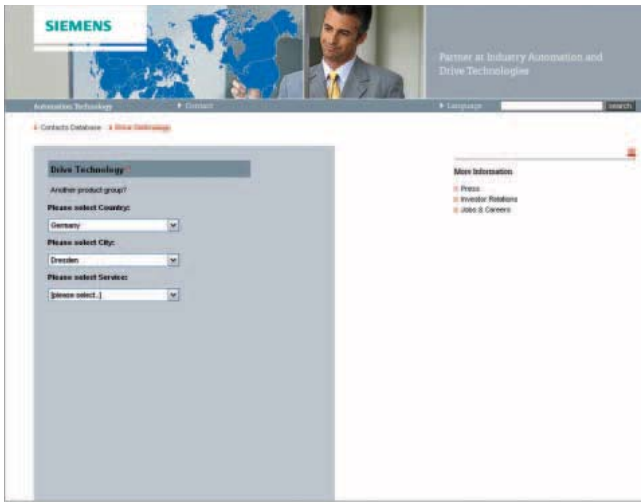 SIEMENS
Partner at Industry Automation and
Drive Technologies
Automation Technology
Contact
Language
search
Contacts Database
Drive Technology
Drive Technology
Another product group?
Please select Country:
Germany
Please select City:
Dresden
Please select Service:
[please select..]
More Information
Press
Investor Relations
Jobs & Careers